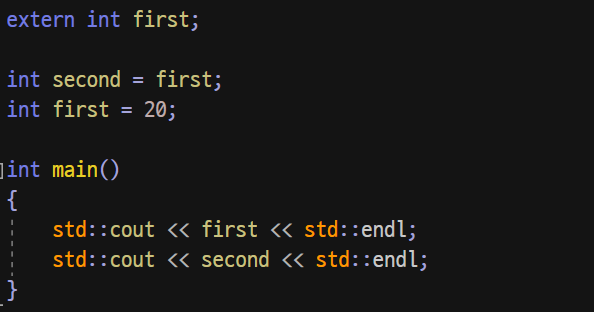 extern int first;
int second = first;
int first = 20;
int main()
{
std::cout << first << std::endl;
std::cout << second << std::endl;
}